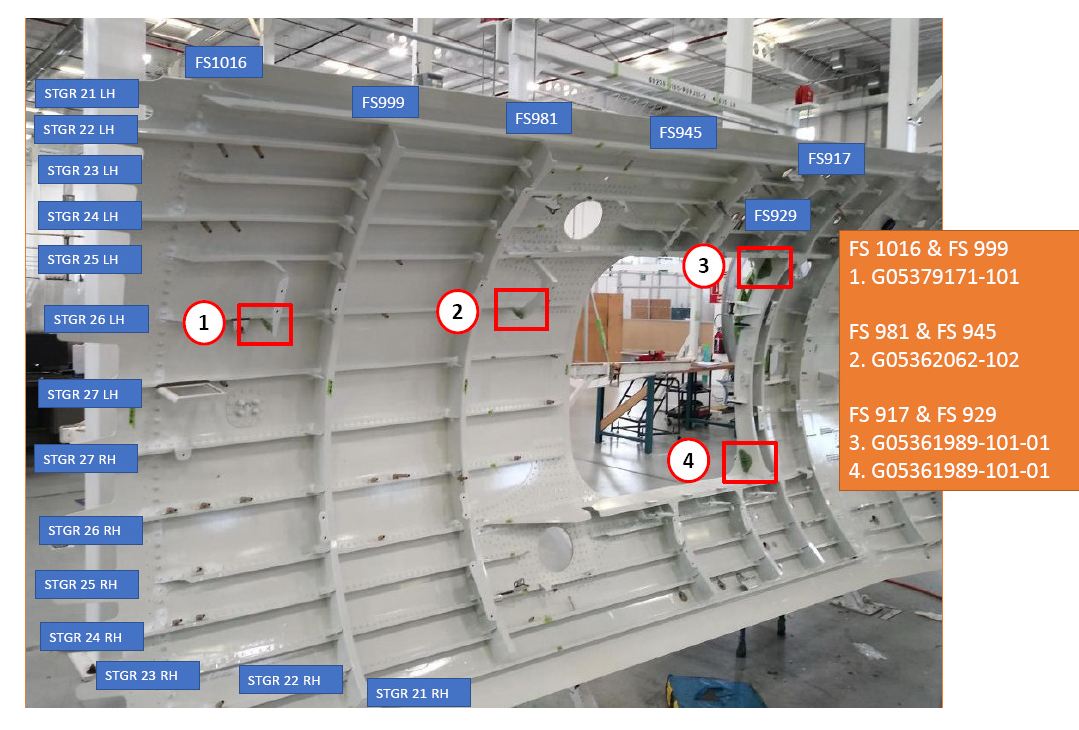 FS1016
FS999
FS981
FS945
FS917
FS929
STGR 21 LH
STGR 22 LH
STGR 23 LH
STGR 24 LH
STGR 25 LH
STGR 26 LH
STGR 27 LH
STGR 27 RH
STGR 26 RH
STGR 25 RH
STGR 24 RH
STGR 23 RH
STGR 22 RH
STGR 21 RH
1
2
3
4
FS 1016 & FS 999
1. G05379171-101
FS 981 & FS 945
2. G05362062-102
FS 917 & FS 929
3. G05361989-101-01
4. G05361989-101-01